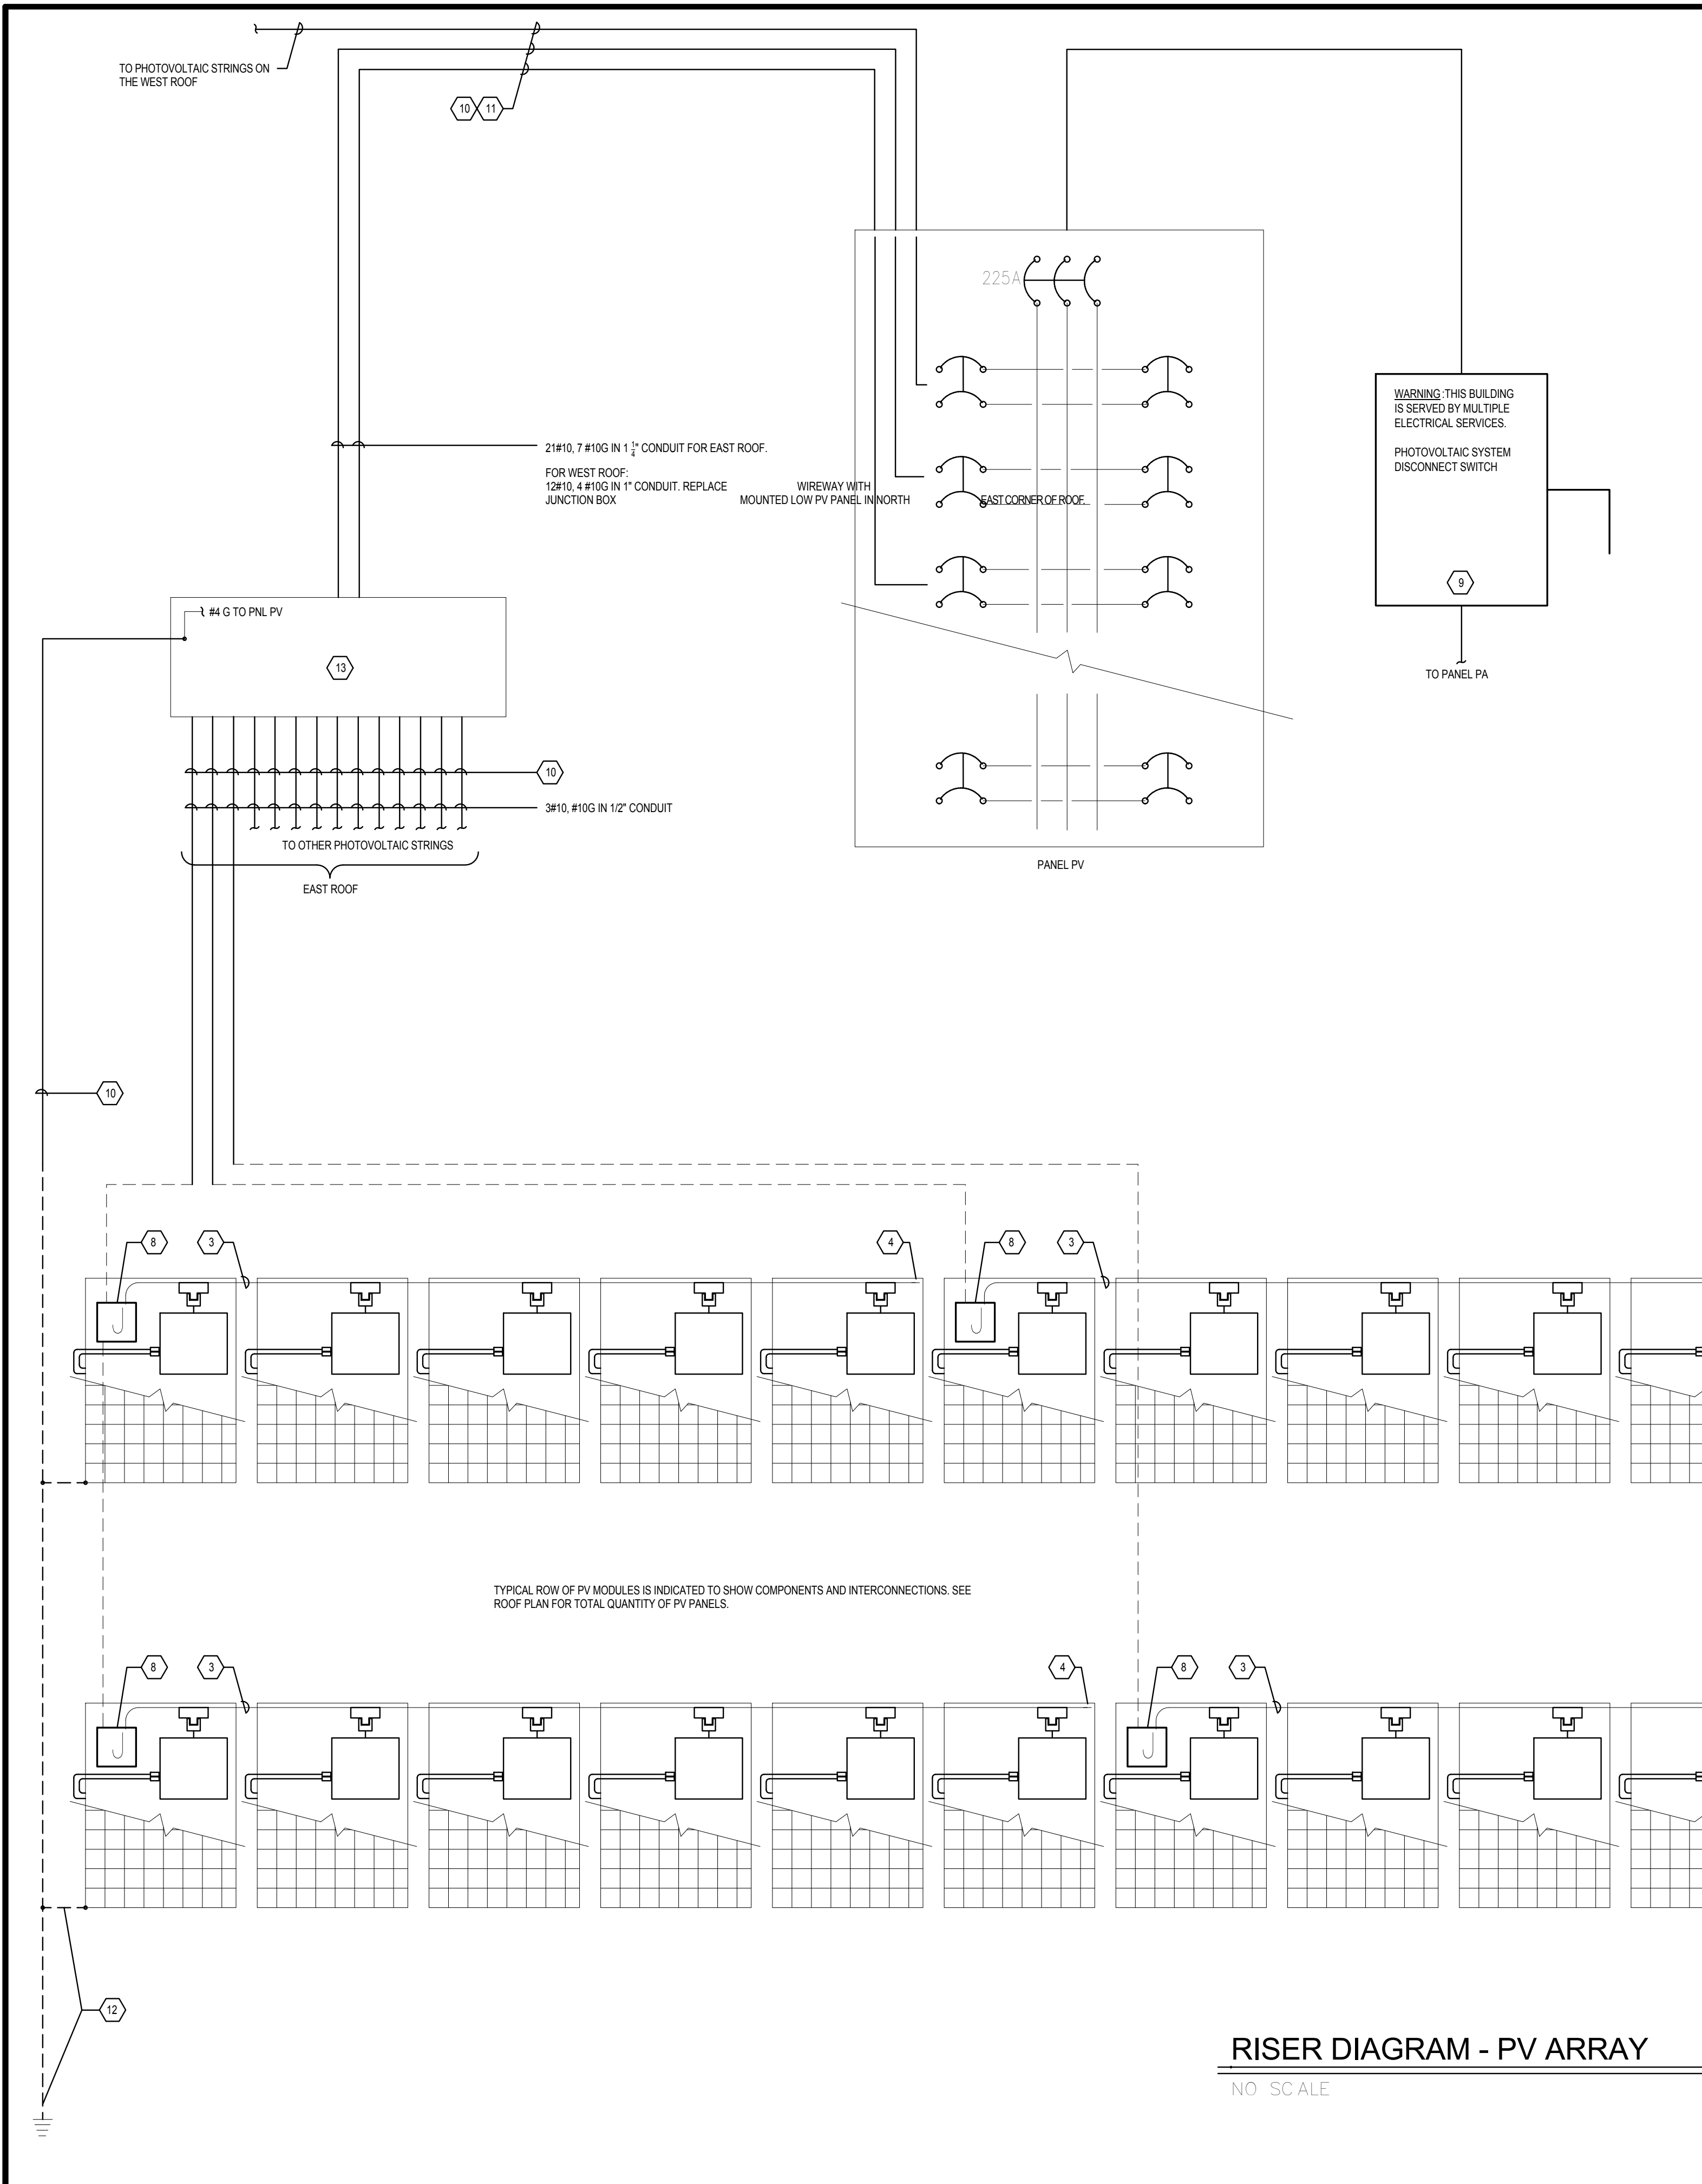 TO PHOTOVOLTAIC STRINGS ON
THE WEST ROOF
10 11
225A
WARNING :THIS BUILDING
IS SERVED BY MULTIPLE
ELECTRICAL SERVICES.
PHOTOVOLTAIC SYSTEM
DISCONNECT SWITCH
9
TO PANEL PA
21#10, 7 #10G IN 1 1/4" CONDUIT FOR EAST ROOF.
FOR WEST ROOF:
12#10, 4 #10G IN 1" CONDUIT. REPLACE WIREWAY WITH
JUNCTION BOX MOUNTED LOW PV PANEL IN NORTH EAST CORNER OF ROOF.
#4 G TO PNL PV
13
10
3#10, #10G IN 1/2" CONDUIT
TO OTHER PHOTOVOLTAIC STRINGS
EAST ROOF
PANEL PV
10
8 3 4 8 3
J J
TYPICAL ROW OF PV MODULES IS INDICATED TO SHOW COMPONENTS AND INTERCONNECTIONS. SEE
ROOF PLAN FOR TOTAL QUANTITY OF PV PANELS.
8 3 4 8 3
J J
12
RISER DIAGRAM - PV ARRAY
NO SCALE